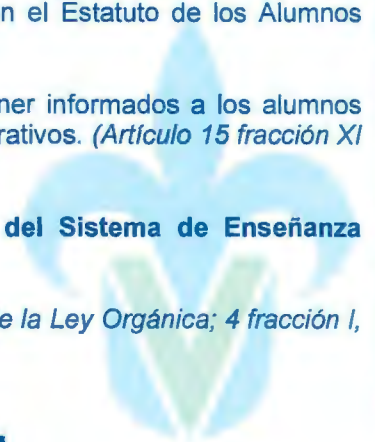 n el Estatuto de los Alumnos
ner informados a los alumnos
rativos. (Artículo 15 fracción XI
del Sistema de Enseñanza
e la Ley Orgánica; 4 fracción I,